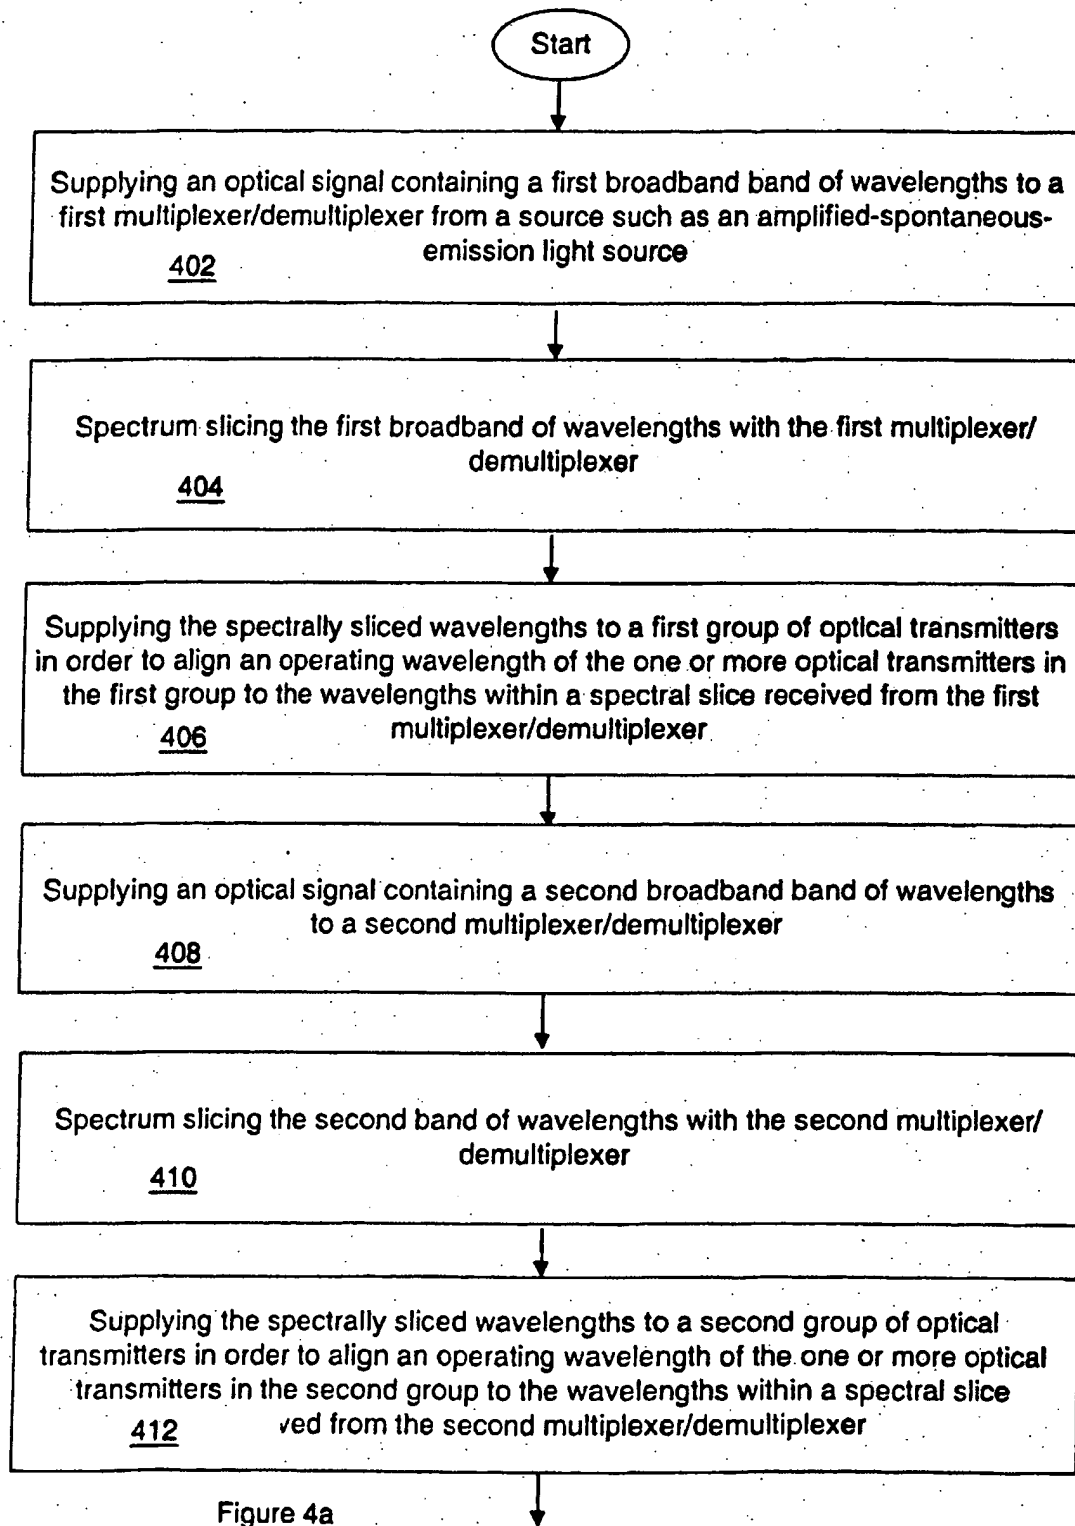 Start
Supplying an optical signal containing a first broadband band of wavelengths to a
first multiplexer/demultiplexer from a source such as an amplified-spontaneous-
emission light source
402
Spectrum slicing the first broadband of wavelengths with the first multiplexer/
demultiplexer
404
Supplying the spectrally sliced wavelengths to a first group of optical transmitters
in order to align an operating wavelength of the one or more optical transmitters in
the first group to the wavelengths within a spectral slice received from the first
multiplexer/demultiplexer
406
Supplying an optical signal containing a second broadband band of wavelengths
to a second multiplexer/demultiplexer
408
Spectrum slicing the second band of wavelengths with the second multiplexer/
demultiplexer
410
Supplying the spectrally sliced wavelengths to a second group of optical
transmitters in order to align an operating wavelength of the one or more optical
transmitters in the second group to the wavelengths within a spectral slice
ved from the second multiplexer/demultiplexer
412
Figure 4a